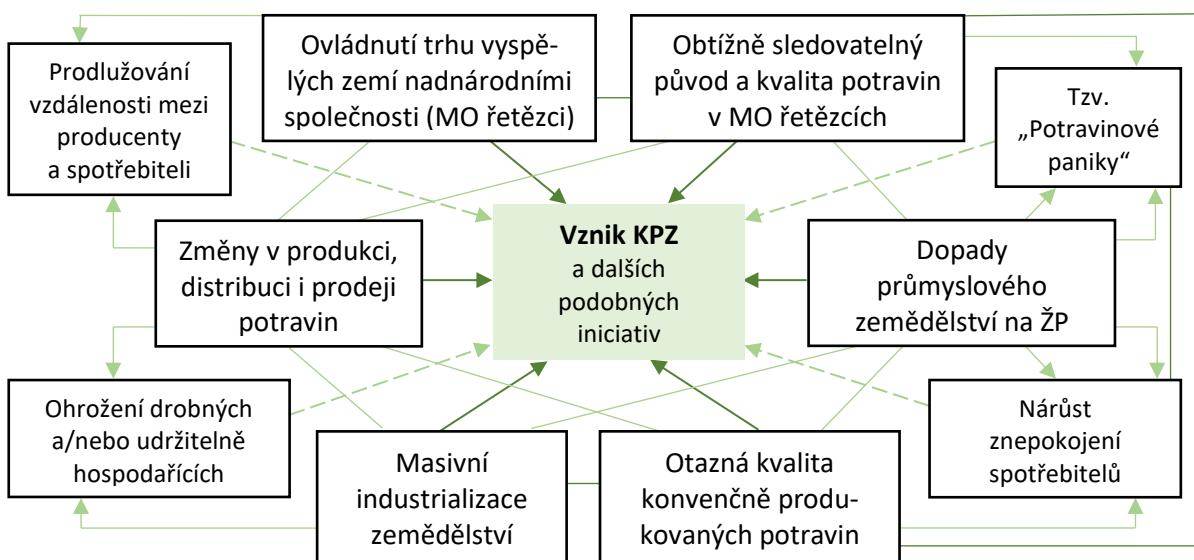 Prodlužování
vzdálenosti mezi
producenty
a spotřebiteli
Ovládnutí trhu vyspě-
lých zemí nadnárodními
společnosti (MO řetězci)
Obtížně sledovatelný
původ a kvalita potravin
v MO řetězcích
Tzv.
„Potravinové
paniky“
Změny v produkci,
distribuci i prodeji
potravin
Vznik KPZ
a dalších
podobných
iniciativ
Dopady
průmyslového
zemědělství na ŽP
Ohrožení drobných
a/nebo udržitelně
hospodařících
Masivní
industrializace
zemědělství
Otazná kvalita
konvenčně produ-
kovaných potravin
Nárůst
znepokojení
spotřebitelů